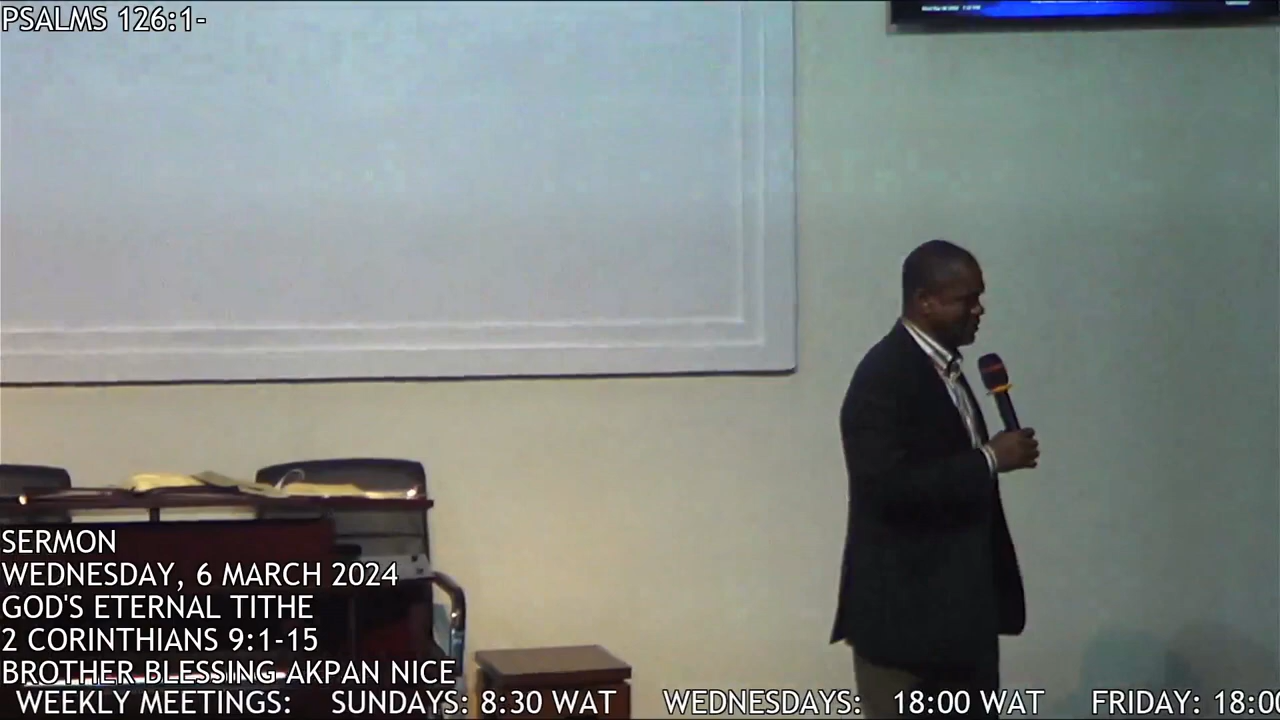 PSALMS 126:1-
SERMON
WEDNESDAY, 6 MARCH 2024
GOD'S ETERNAL TITHE
2 CORINTHIANS 9:1-15
BROTHER BLESSING AKPAN NICE
WEEKLY MEETINGS: SUNDAYS: 8:30 WAT WEDNESDAYS: 18:00 WAT FRIDAY: 18:00